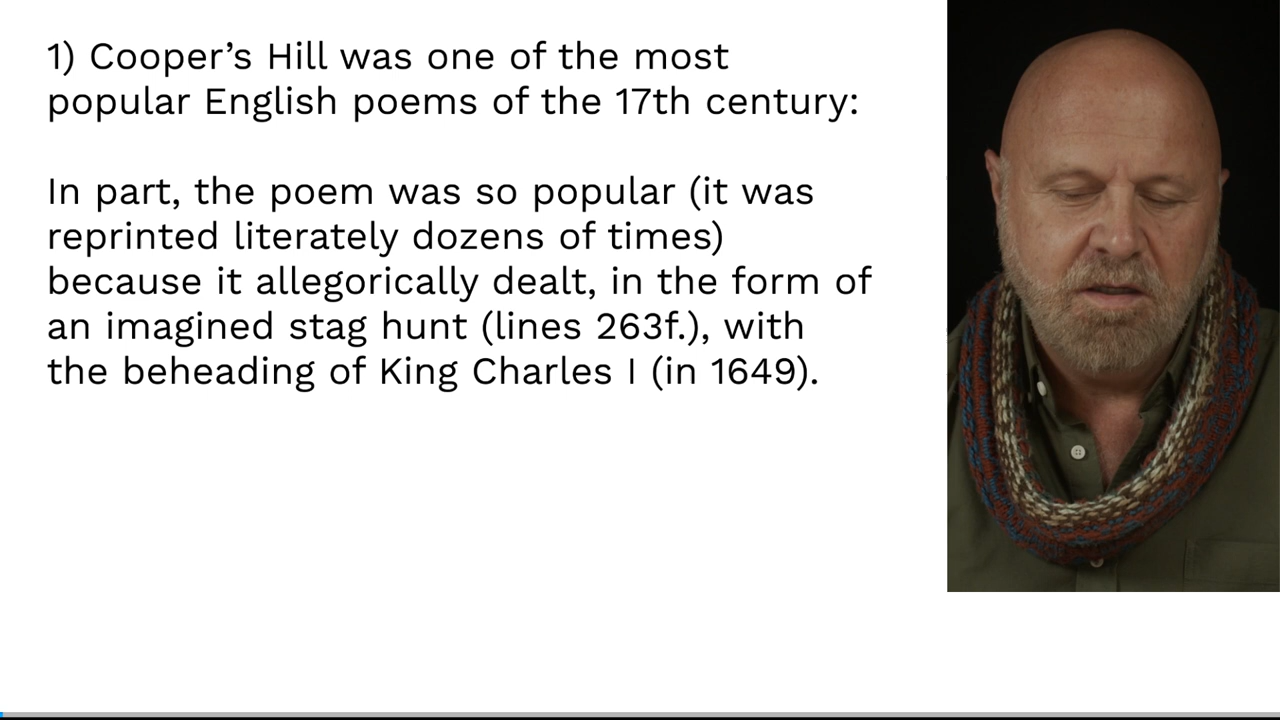 1) Cooper’s Hill was one of the most
popular English poems of the 17th century:
In part, the poem was so popular (it was
reprinted literately dozens of times)
because it allegorically dealt, in the form of
an imagined stag hunt (lines 263f.), with
the beheading of King Charles I (in 1649).